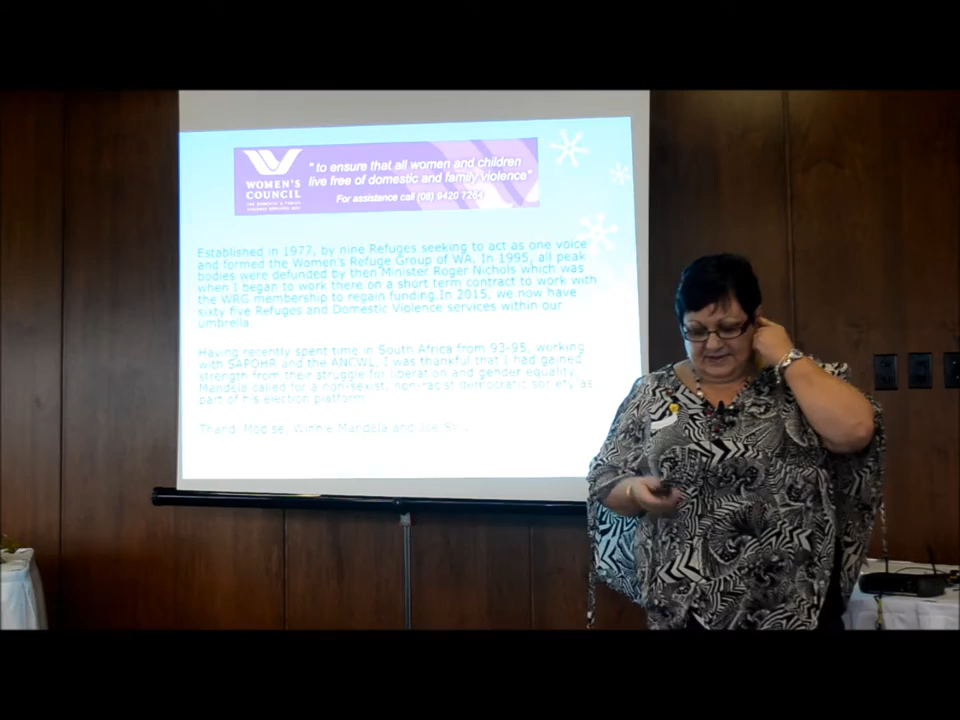 WOMEN'S
COUNCIL
FOR DOMESTIC & FAMILY
VIOLENCE SERVICES WA
" to ensure that all women and children
live free of domestic and family violence"
For assistance call (08) 9420 7264
Established in 1977, by nine Refuges seeking to act as one voice
and formed the Women's Refuge Group of WA. In 1995, all peak
bodies were defunded by then Minister Roger Nichols which was
when I began to work there on a short term contract to work with
the WRG membership to regain funding.In 2015, we now have
sixty five Refuges and Domestic Violence services within our
umbrella.
Having recently spent time in South Africa from 93-95, working
with SAPOHR and the ANCWL, I was thankful that I had gained
strength from their struggle for liberation and gender equality.
Mandela called for a non-sexist, non-racist democratic society as
part of his election platform.
Thandi Modise, Winnie Mandela and Joe